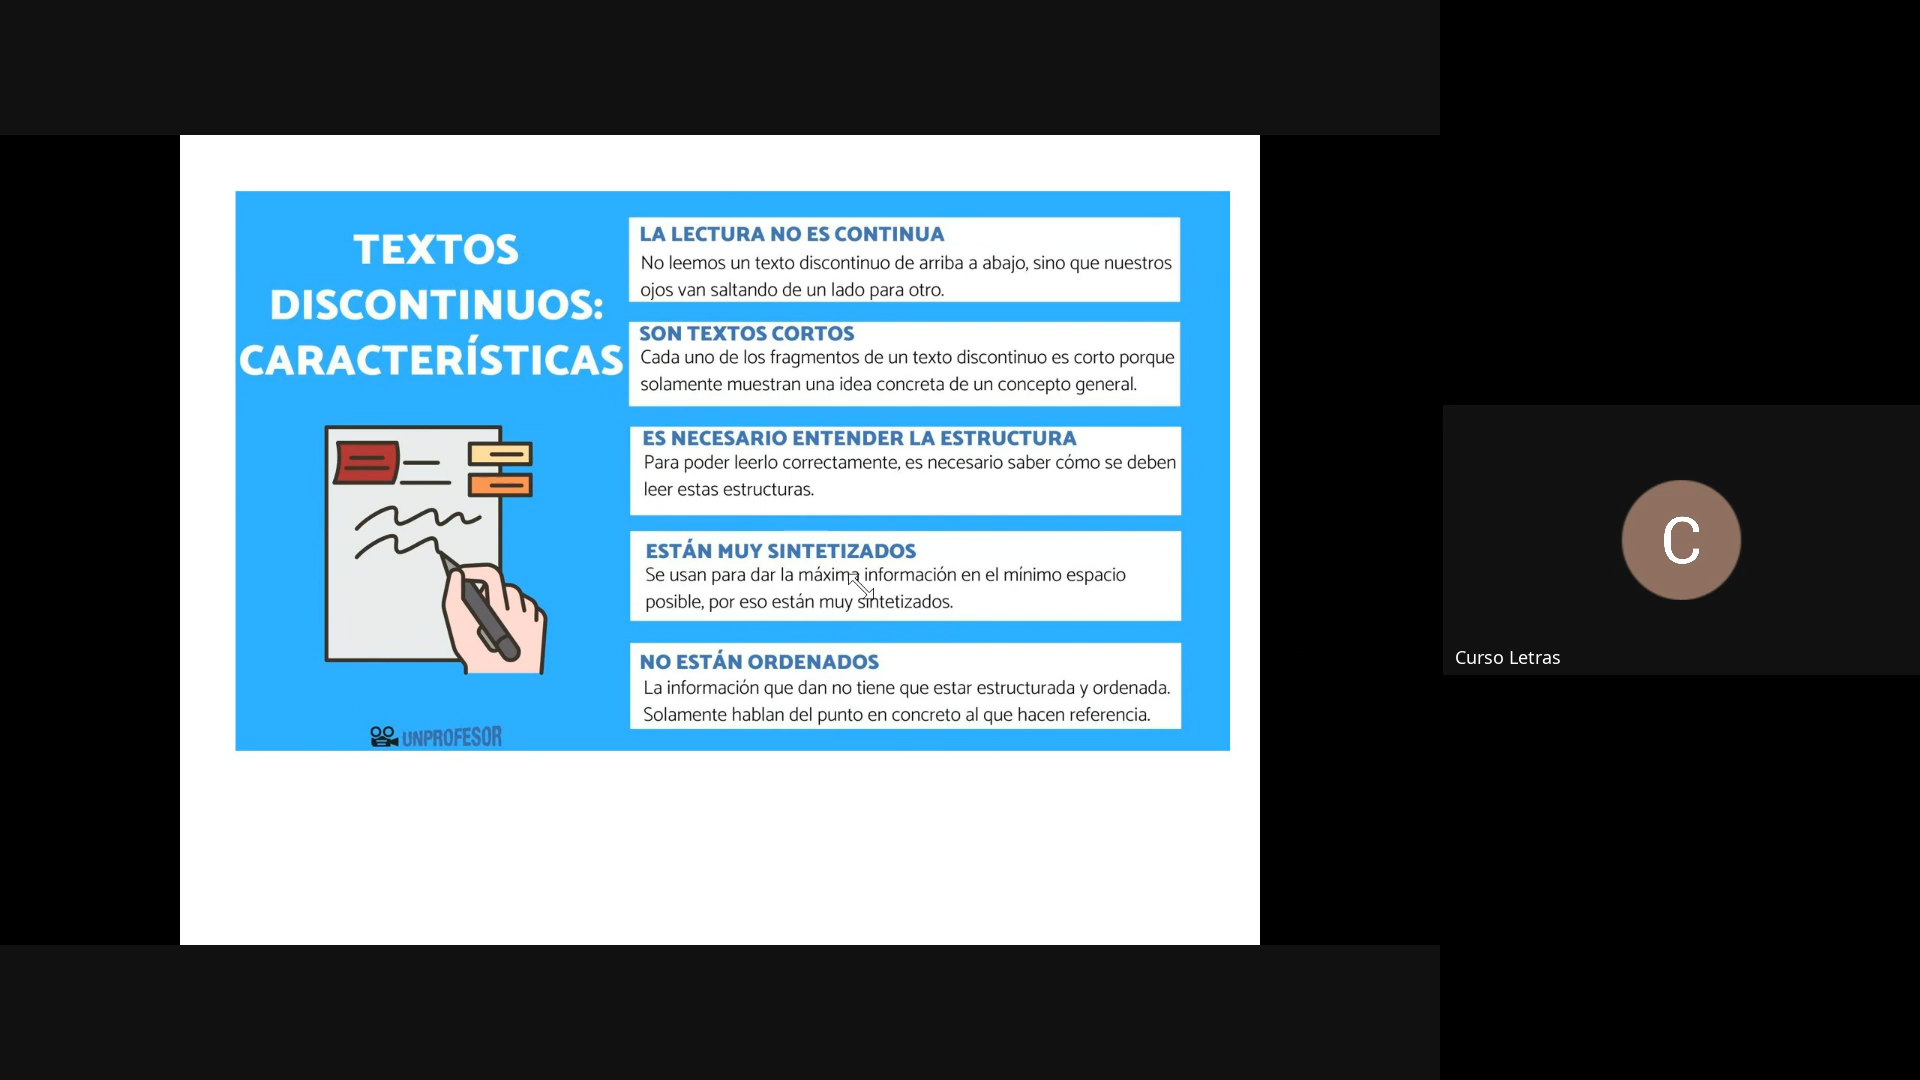 TEXTOS
DISCONTINUOS:
CARACTERÍSTICAS
LA LECTURA NO ES CONTINUA
No leemos un texto discontinuo de arriba a abajo, sino que nuestros
ojos van saltando de un lado para otro.
SON TEXTOS CORTOS
Cada uno de los fragmentos de un texto discontinuo es corto porque
solamente muestran una idea concreta de un concepto general.
ES NECESARIO ENTENDER LA ESTRUCTURA
Para poder leerlo correctamente, es necesario saber cómo se deben
leer estas estructuras.
ESTÁN MUY SINTETIZADOS
Se usan para dar la máxima información en el mínimo espacio
posible, por eso están muy sintetizados.
NO ESTÁN ORDENADOS
La información que dan no tiene que estar estructurada y ordenada.
Solamente hablan del punto en concreto al que hacen referencia.
UNPROFESOR
C
Curso Letras